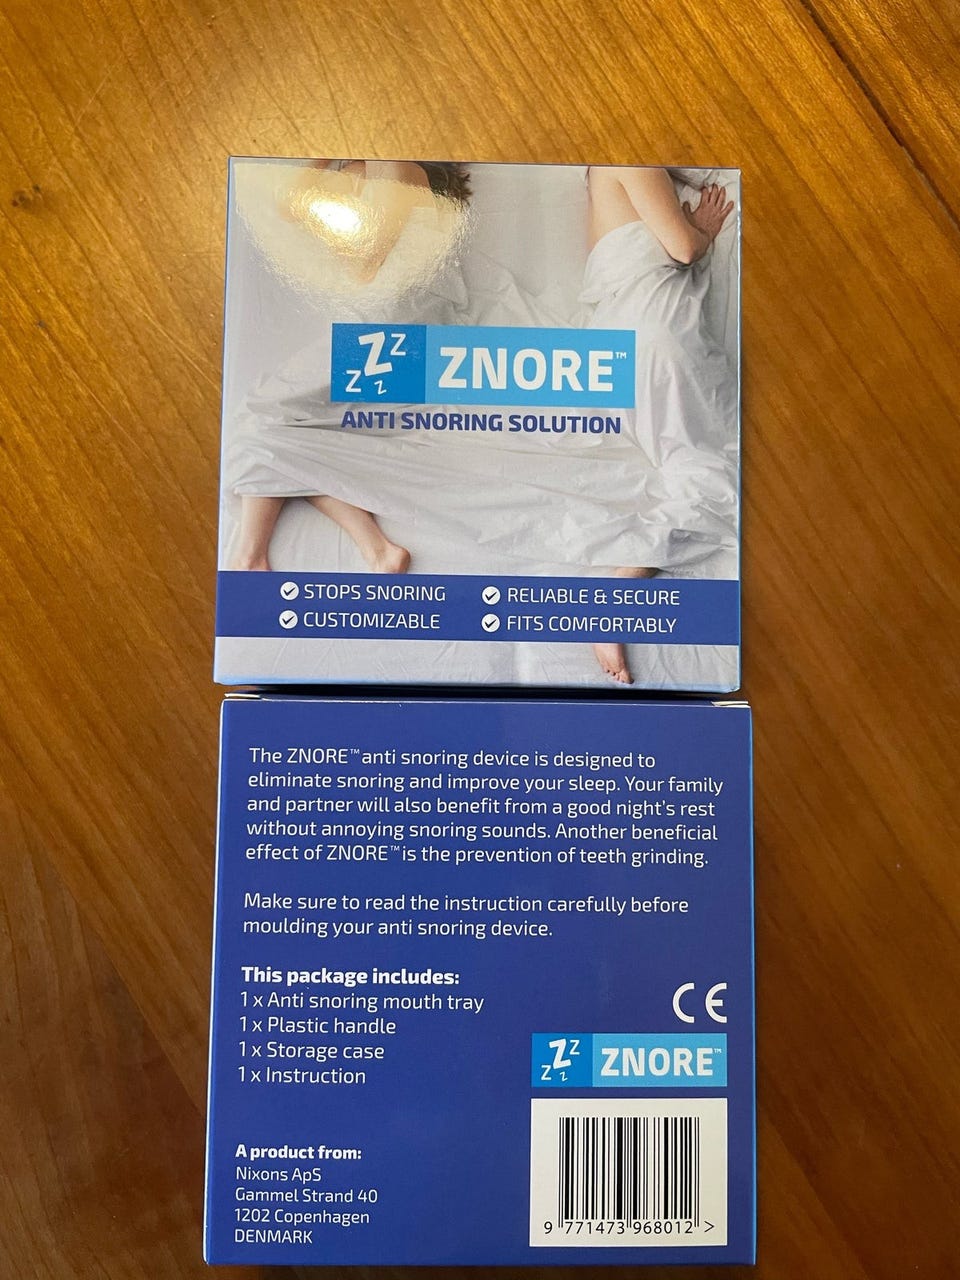 Z Z Z Z ZNORE™
ANTI SNORING SOLUTION
STOPS SNORING RELIABLE & SECURE
CUSTOMIZABLE FITS COMFORTABLY
The ZNORE™ anti snoring device is designed to
eliminate snoring and improve your sleep. Your family
and partner will also benefit from a good night's rest
without annoying snoring sounds. Another beneficial
effect of ZNORE™ is the prevention of teeth grinding.
Make sure to read the instruction carefully before
moulding your anti snoring device.
This package includes:
1 x Anti snoring mouth tray
1 x Plastic handle
1 x Storage case
1 x Instruction
CE
Z Z Z Z ZNORE™
A product from:
Nixons ApS
Gammel Strand 40
1202 Copenhagen
DENMARK
9 771473 968012 >